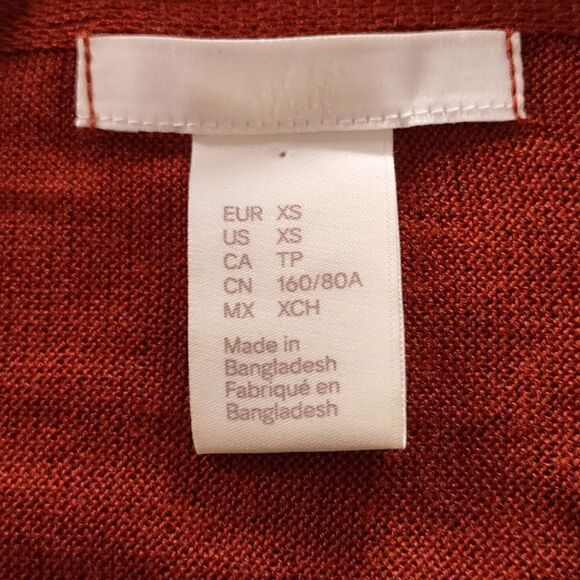 EUR XS
US XS
CA TP
CN 160/80A
MX XCH
Made in
Bangladesh
Fabriqué en
Bangladesh